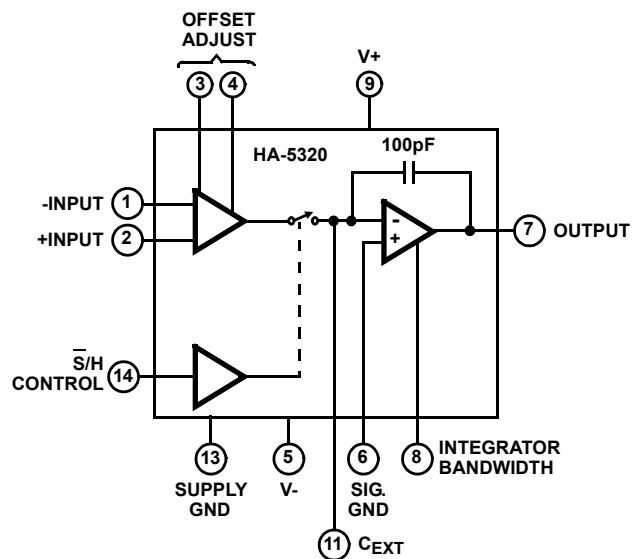 OFFSET
ADJUST
3
4
V+
9
HA-5320
100pF
-INPUT
1
+INPUT
2
-
+
7
OUTPUT
S̅/H
CONTROL
14
13
SUPPLY
GND
5
V-
6
SIG.
GND
8
INTEGRATOR
BANDWIDTH
11
CEXT